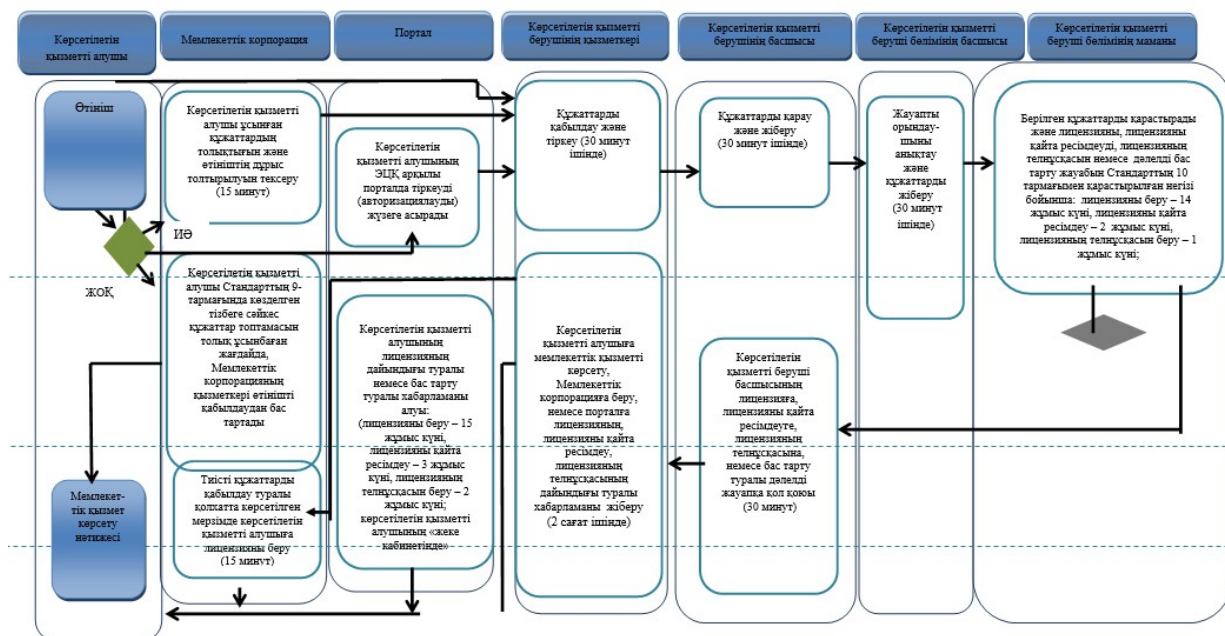 Көрсетілетін
қызметті алушы
Мемлекеттік корпорация
Портал
Көрсетілетін қызметті
берушінің қызметкері
Көрсетілетін қызметті
берушінің басшысы
Көрсетілетін қызметті
беруші бөлімінің басшысы
Көрсетілетін қызметті
беруші бөлімінің маманы
Өтініш
Көрсетілетін қызметті
алушы ұсынған
құжаттардың
толықтығын және
өтініштің дұрыс
толтырылуын тексеру
(15 минут)
Көрсетілетін
қызметті алушының
ЭЦҚ арқылы
порталда тіркеуді
(авторизациялауды)
жүзеге асырады
Құжаттарды
қабылдау және
тіркеу (30 минут
ішінде)
Құжаттарды қарау
және жіберу
(30 минут ішінде)
Жауапты
орындау-
шыны
анықтау
және
құжаттарды
жіберу
(30 минут
ішінде)
Берілген құжаттарды қарастырады
және лицензияны, лицензияны
қайта ресімдеуді, лицензияның
телнұсқасын немесе дәлелді бас
тарту жауабын Стандарттың 10
тармағымен қарастырылған негізі
бойынша: лицензияны беру – 14
жұмыс күні, лицензияны қайта
ресімдеу – 2 жұмыс күні,
лицензияның телнұсқасын беру – 1
жұмыс күні;
ИӘ
ЖОҚ
Көрсетілетін қызметті
алушы Стандарттың 9-
тармағында көзделген
тізбеге сәйкес
құжаттар топтамасын
толық ұсынбаған
жағдайда,
Мемлекеттік
корпорацияның
қызметкері өтінішті
қабылдаудан бас
тартады
Көрсетілетін қызметті
алушының
лицензияның
дайындығы туралы
немесе бас тарту
туралы хабарламаны
алуы:
(лицензияны беру – 15
жұмыс күні,
лицензияны қайта
ресімдеу – 3 жұмыс
күні, лицензияның
телнұсқасын беру – 2
жұмыс күні;
көрсетілетін қызметті
алушының «жеке
кабинетінде»
Көрсетілетін
қызметті алушыға
мемлекеттік қызметті
көрсету,
Мемлекеттік
корпорацияға беру,
немесе порталға
лицензияның,
лицензияны қайта
ресімдеу,
лицензияның
телнұсқасының
дайындығы туралы
хабарламаны жіберу
(2 сағат ішінде)
Көрсетілетін
қызметті беруші
басшысының
лицензияға,
лицензияны қайта
ресімдеуге,
лицензияның
телнұсқасына,
немесе бас тарту
туралы дәлелді
жауапқа қол қоюы
(30 минут)
Мемлекет-
тік қызмет
көрсету
нәтижесі
Тиісті құжаттарды
қабылдау туралы
қолхатта көрсетілген
мерзімде көрсетілетін
қызметті алушыға
лицензияны беру
(15 минут)